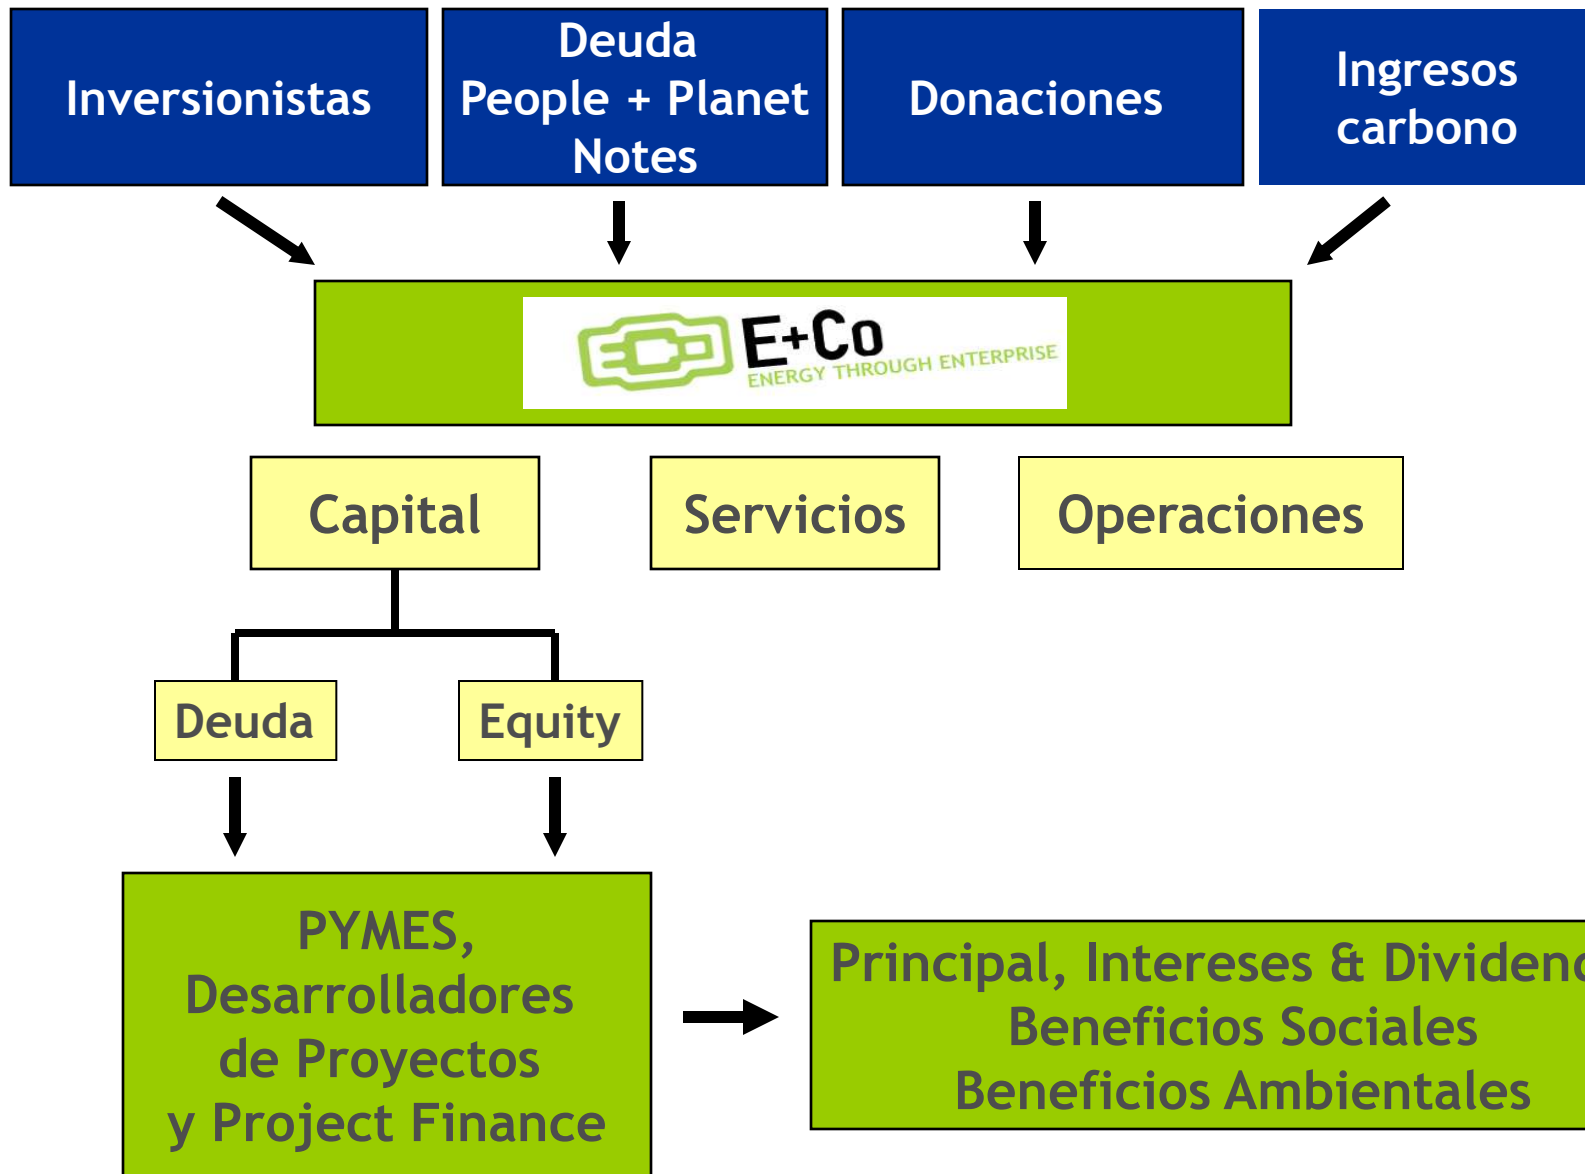 Inversionistas
Deuda
People + Planet
Notes
Donaciones
Ingresos
carbono
E+Co
ENERGY THROUGH ENTERPRISE
Capital
Servicios
Operaciones
Deuda
Equity
PYMES,
Desarrolladores
de Proyectos
y Project Finance
Principal, Intereses & Dividen
Beneficios Sociales
Beneficios Ambientales